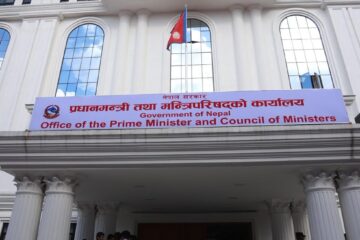 नेपाल सरकार
प्रधानमन्त्री तथा मन्त्रिपरिषद्को कार्यालय
Government of Nepal
Office of the Prime Minister and Council of Ministers